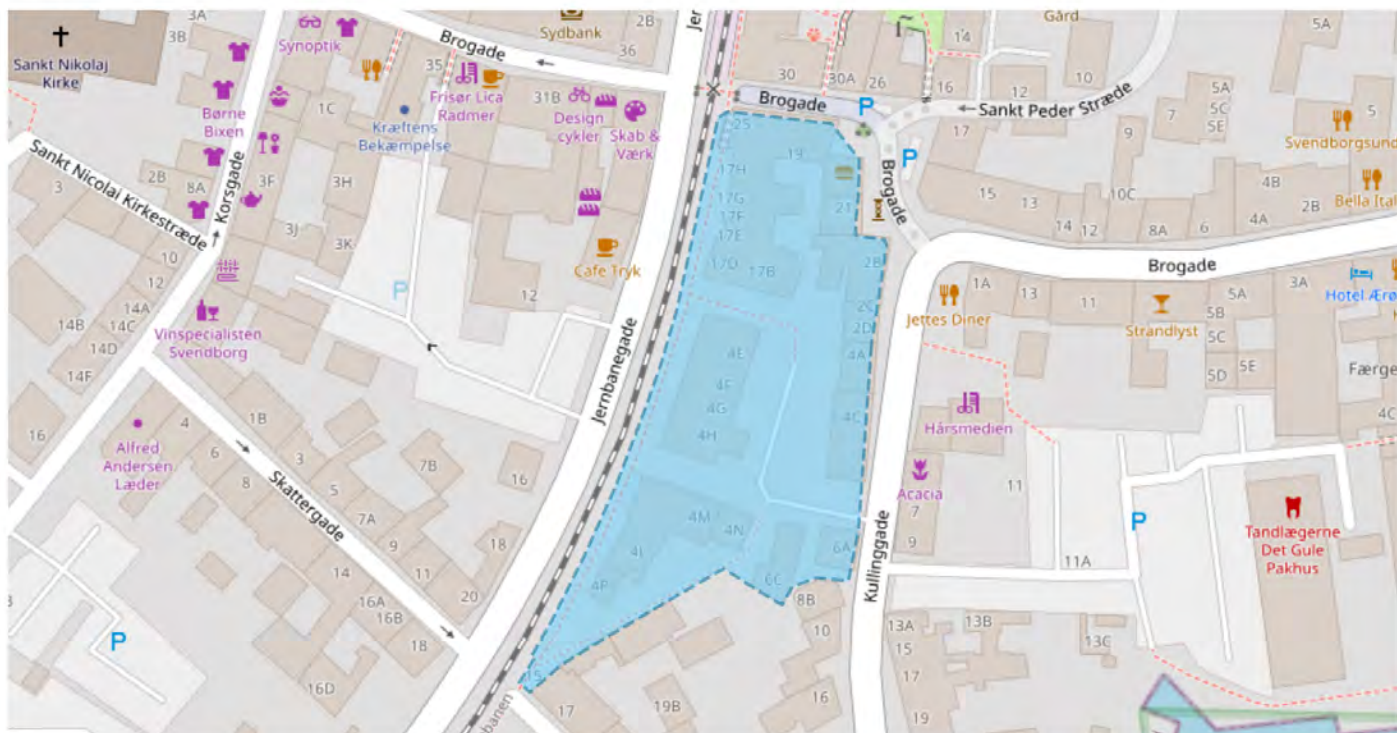 3A
3B
Synoptik
Brogade
Sydbank
2B
36
Jer
30
30A
26
Gård
14
16
12
10
5A
Sankt Nikolaj
Kirke
Børne
Bixen
1C
35
Frisør Lica
Radmer
31B
Design
cykler
Skab &
Værk
Kræftens
Bekæmpelse
Brogade
P
Sankt Peder Stræde
17
9
7
5A
5C
5E
5
Svendborgsund
Sankt Nicolai Kirkestræde
3
2B
8A
Korsgade
3F
3H
3J
3K
25
19
17H
17G
17F
17E
17D
17B
21
2B
P
Brogade
15
13
14
12
10C
8A
6
4B
4A
2B
Bella Ital
10
12
14A
14B
14C
14D
14F
16
Vinspecialisten
Svendborg
P
Cafe Tryk
12
Jernbanegade
2C
2D
4A
4C
4E
4F
4G
4H
Jettes Diner
1A
13
11
Brogade
Strandlyst
5A
5B
5C
5D
5E
3A
Hotel Ærø
Færge
4C
Alfred
Andersen
Læder
4
6
8
1B
3
5
7A
7B
9
11
16
18
20
Skattergade
14
16A
16B
18
16D
P
4M
4N
4L
4P
6A
6C
8B
10
15
17
19B
16
banen
Kullinggade
Hårsmedien
Acacia
7
9
11
11A
P
Tandlægerne
Det Gule
Pakhus
13A
13B
13C
15
17
19